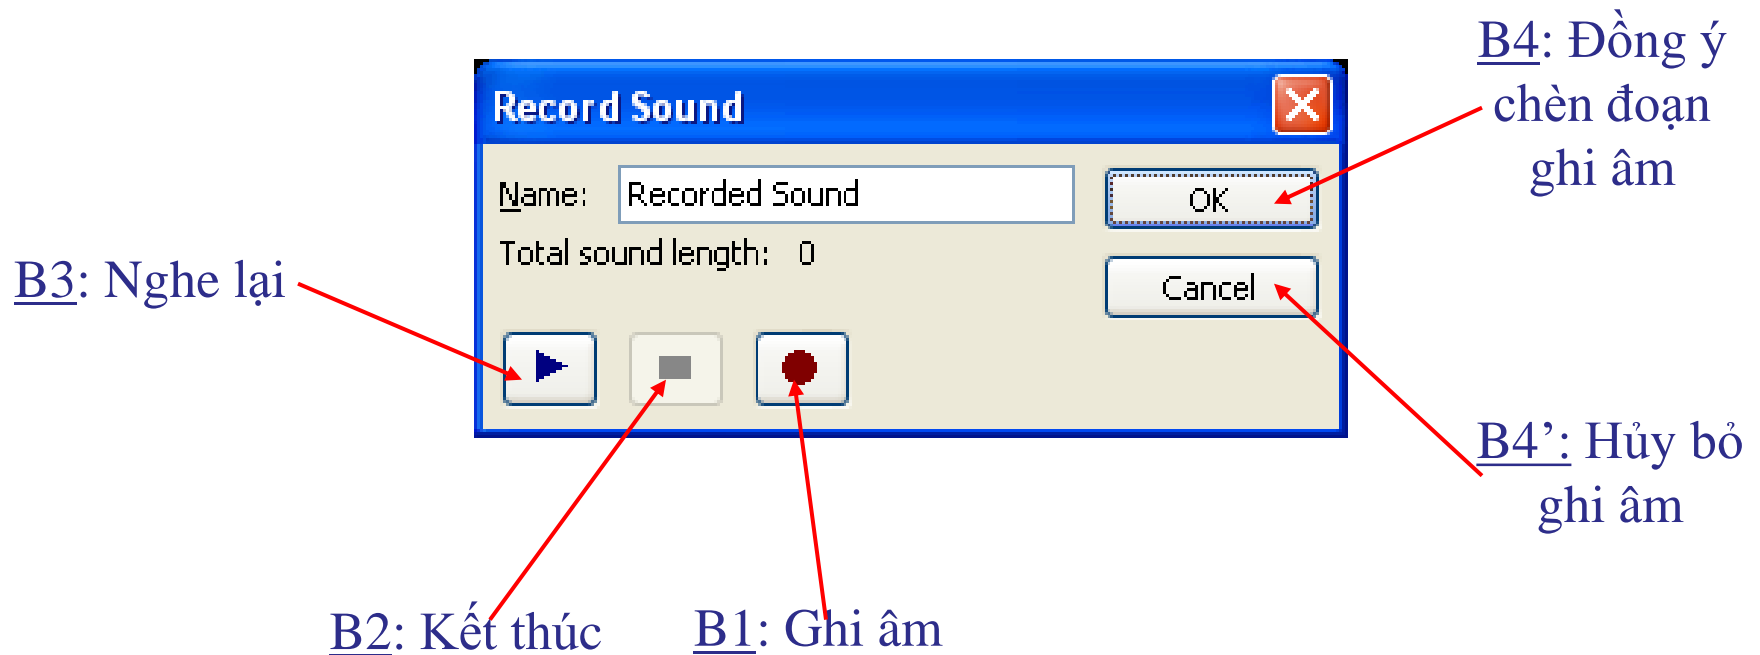 B4: Đồng ý
chèn đoạn
ghi âm
Record Sound
Name: Recorded Sound
OK
Total sound length: 0
Cancel
B3: Nghe lại
B4’: Hủy bỏ
ghi âm
B2: Kết thúc
B1: Ghi âm